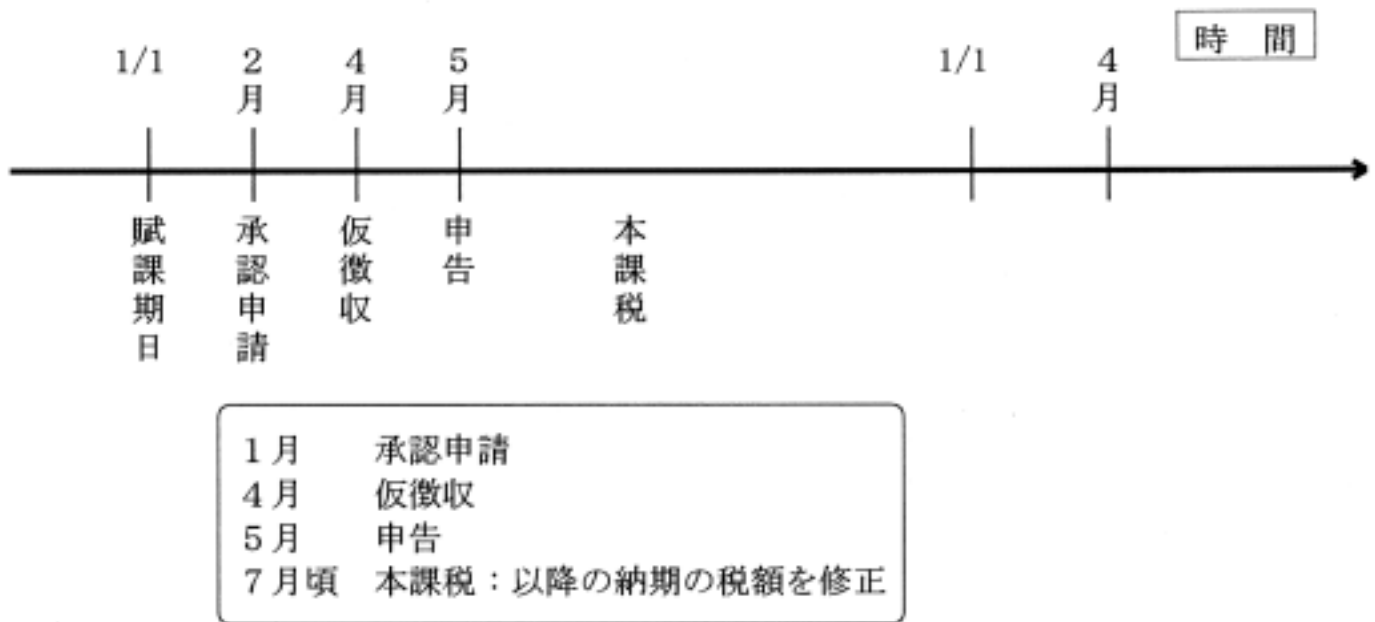 時 間
1/1
2月
4月
5月
1/1
4月
賦課期日
承認申請
仮徴収
申告
本課税
1月 承認申請
4月 仮徴収
5月 申告
7月頃 本課税：以降の納期の税額を修正